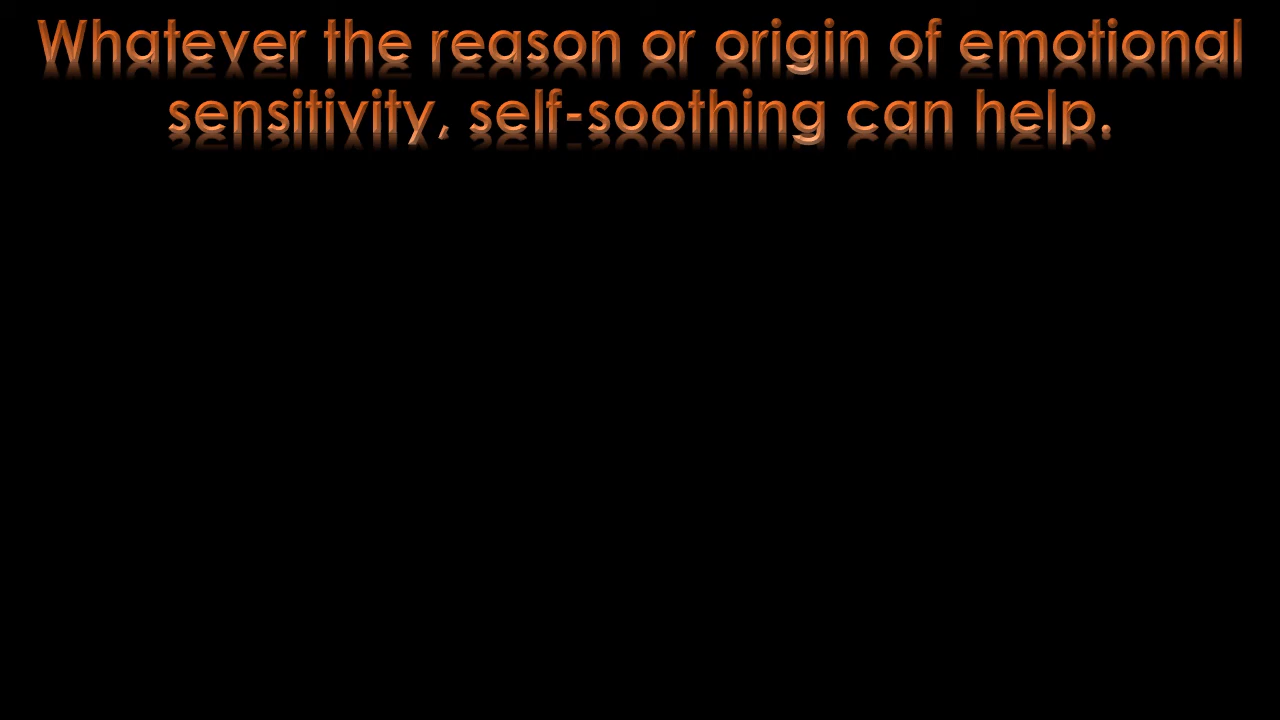 Whatever the reason or origin of emotional
sensitivity, self-soothing can help.